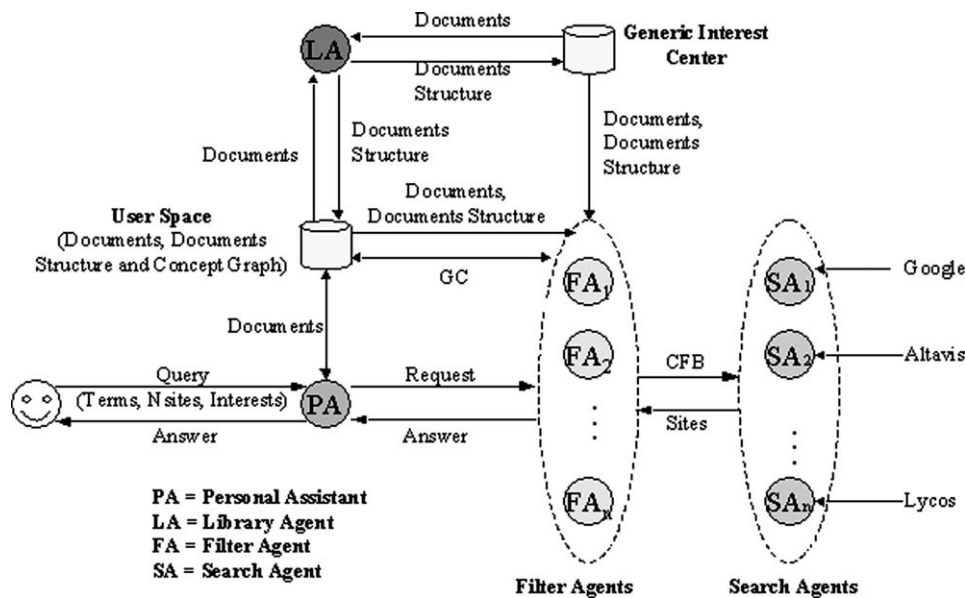 Documents
Generic Interest
Center
LA
Documents
Structure
Documents,
Documents
Structure
Documents
Documents
Structure
Documents,
Documents Structure
User Space
(Documents, Documents
Structure and Concept Graph)
GC
FA1
SA1
Google
Documents
FA2
SA2
Altavis
Query
Request
CFB
(Terms, Nsites, Interests)
PA
Answer
Answer
Sites
FAn
SAn
Lycos
PA = Personal Assistant
LA = Library Agent
FA = Filter Agent
SA = Search Agent
Filter Agents
Search Agents